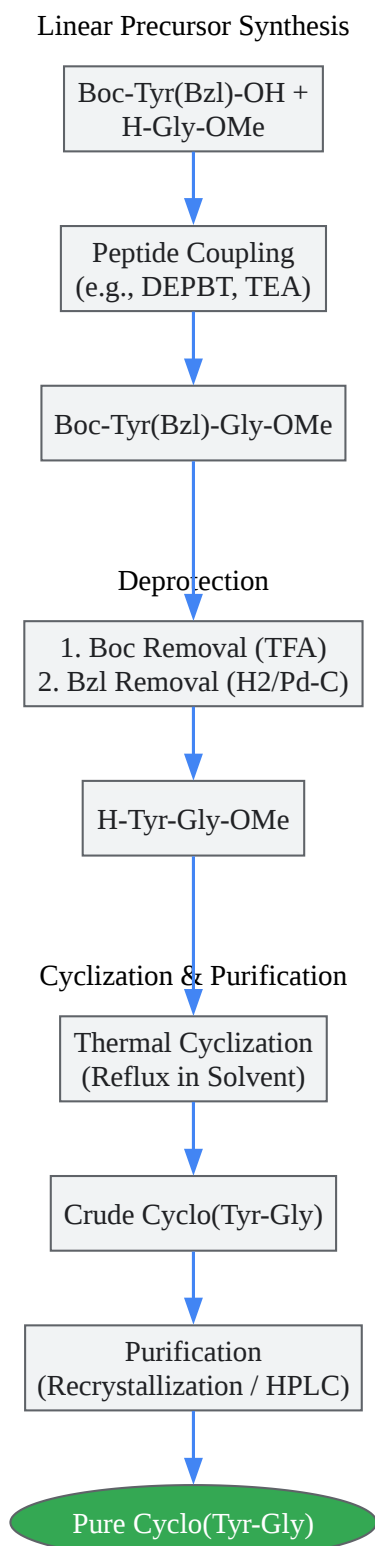 Linear Precursor Synthesis
Boc-Tyr(Bzl)-OH +
H-Gly-OMe
Peptide Coupling
(e.g., DEPBT, TEA)
Boc-Tyr(Bzl)-Gly-OMe
Deprotection
1. Boc Removal (TFA)
2. Bzl Removal (H2/Pd-C)
H-Tyr-Gly-OMe
Cyclization & Purification
Thermal Cyclization
(Reflux in Solvent)
Crude Cyclo(Tyr-Gly)
Purification
(Recrystallization / HPLC)
Pure Cyclo(Tyr-Gly)